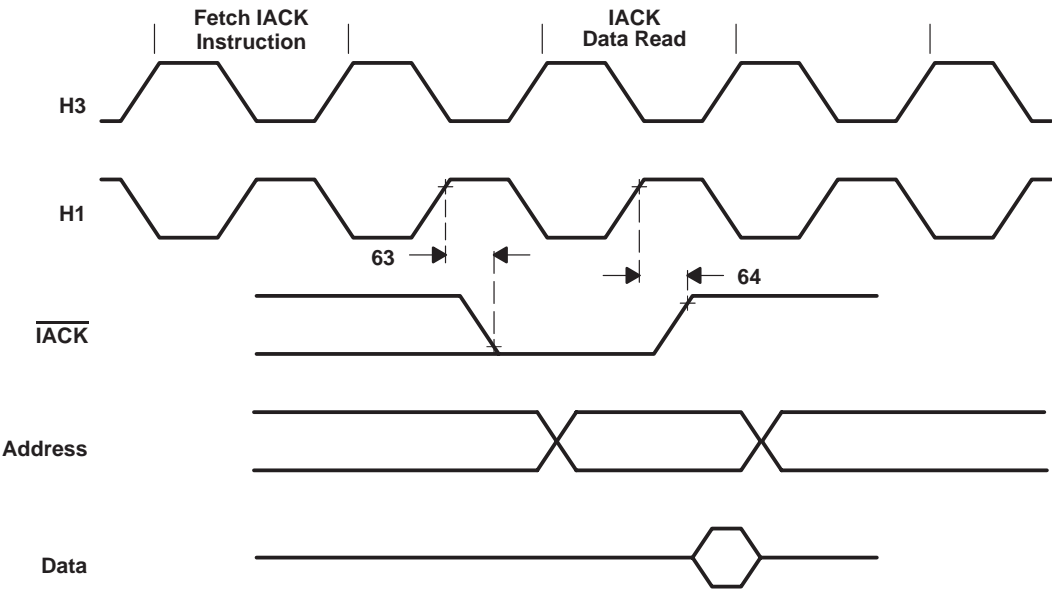 Fetch IACK
Instruction
IACK
Data Read
H3
H1
63
64
IACK
Address
Data